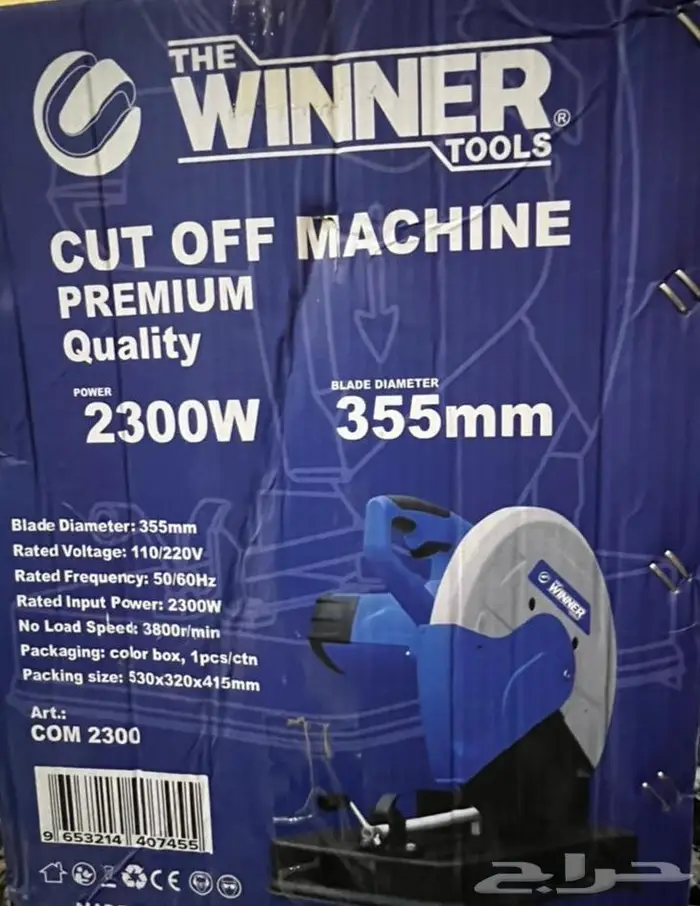 THE
WINNER®
TOOLS
CUT OFF MACHINE
PREMIUM
Quality
POWER
2300W
BLADE DIAMETER
355mm
Blade Diameter: 355mm
Rated Voltage: 110/220V
Rated Frequency: 50/60Hz
Rated Input Power: 2300W
No Load Speed: 3800r/min
Packaging: color box, 1pcs/ctn
Packing size: 530x320x415mm
WINNER
Art.:
COM 2300
9 653214 407455
CE
حراج